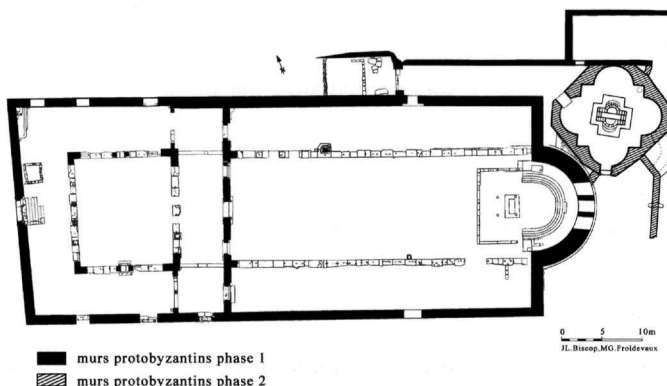 0 5 10m
JL.Biscop,MG.Froidevaux
murs protobyzantins phase 1
murs protobyzantins phase 2